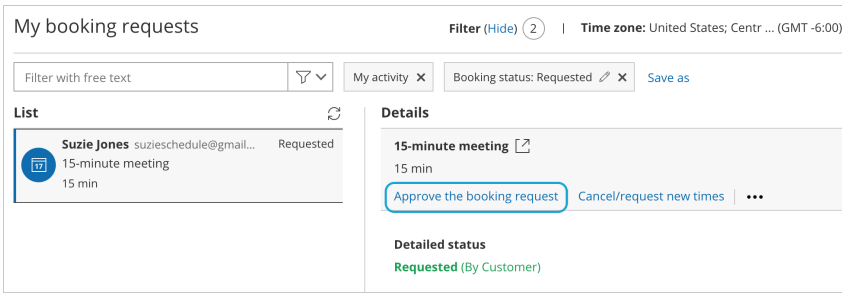 My booking requests
Filter (Hide) 2 | Time zone: United States; Centr ... (GMT -6:00)
Filter with free text
My activity
Booking status: Requested
Save as
List
Suzie Jones suzieschedule@gmail... Requested
15-minute meeting
15 min
17
Details
15-minute meeting
15 min
Approve the booking request
Cancel/request new times
Detailed status
Requested (By Customer)